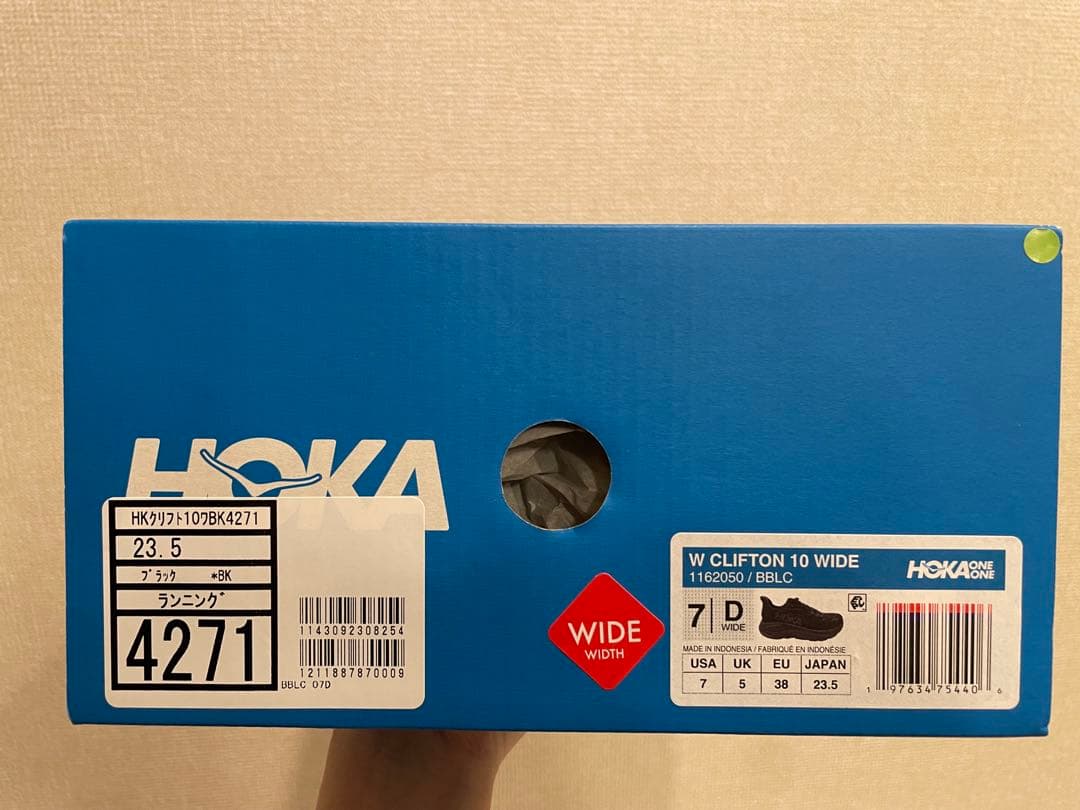 HOKA
HKクリフト10ワBK4271
23.5
ブラック *BK
ランニング
4271
1143092308254
1211887870009
BBLC 07D
WIDE
WIDTH
W CLIFTON 10 WIDE
1162050 / BBLC
HOKA ONE ONE
7 D WIDE
MADE IN INDONESIA / FABRIQUÉ EN INDONÉSIE
USA UK EU JAPAN
7 5 38 23.5
1 97634 75440 6